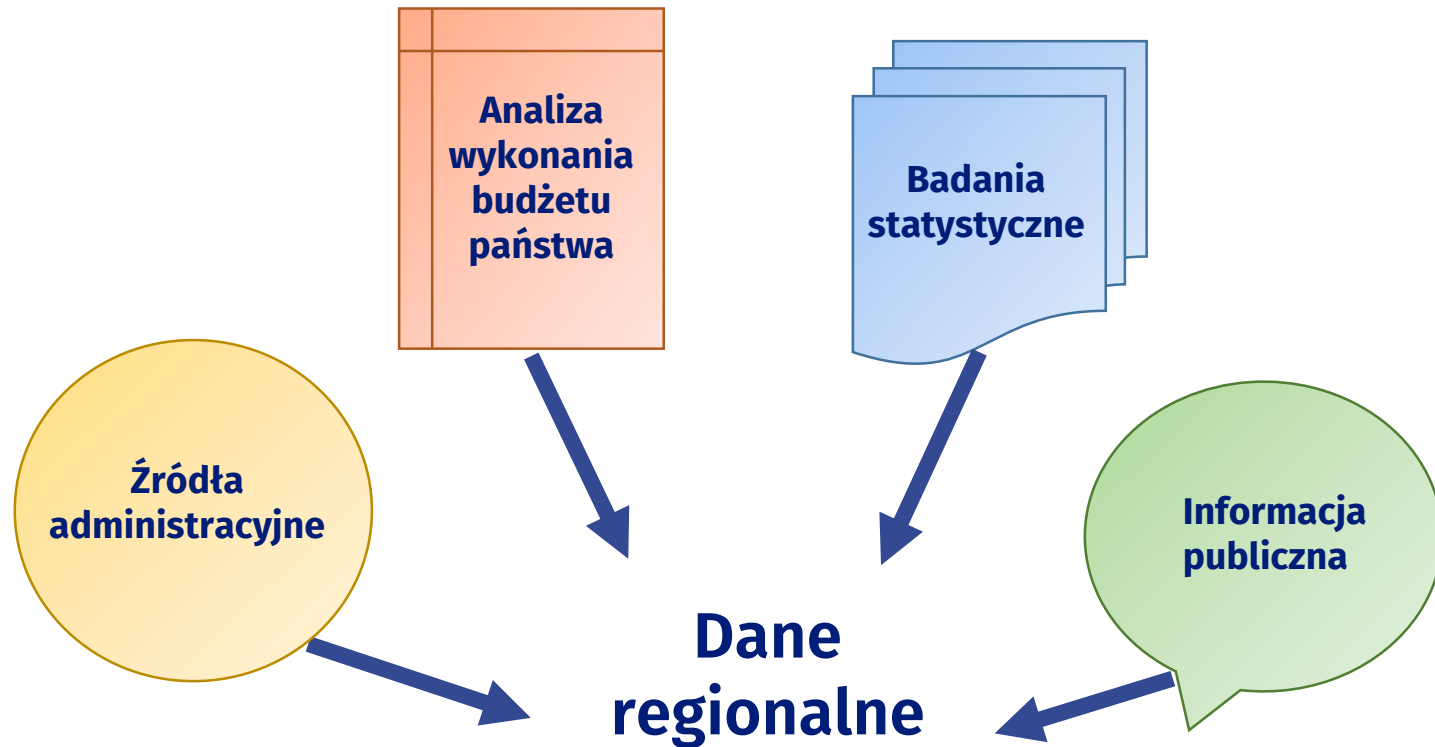 Analiza
wykonania
budżetu
państwa
Badania
statystyczne
Źródła
administracyjne
Informacja
publiczna
Dane
regionalne